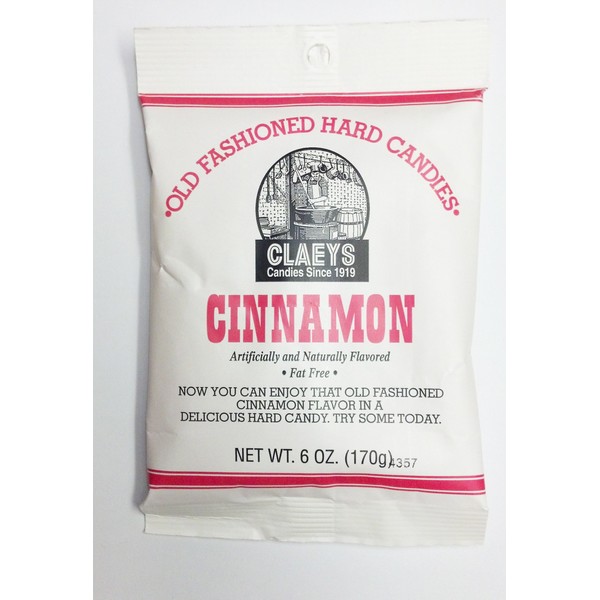 •OLD FASHIONED HARD CANDIES•
CLAEYS
Candies Since 1919
CINNAMON
Artificially and Naturally Flavored
• Fat Free •
NOW YOU CAN ENJOY THAT OLD FASHIONED
CINNAMON FLAVOR IN A
DELICIOUS HARD CANDY. TRY SOME TODAY.
NET WT. 6 OZ. (170g)
4357